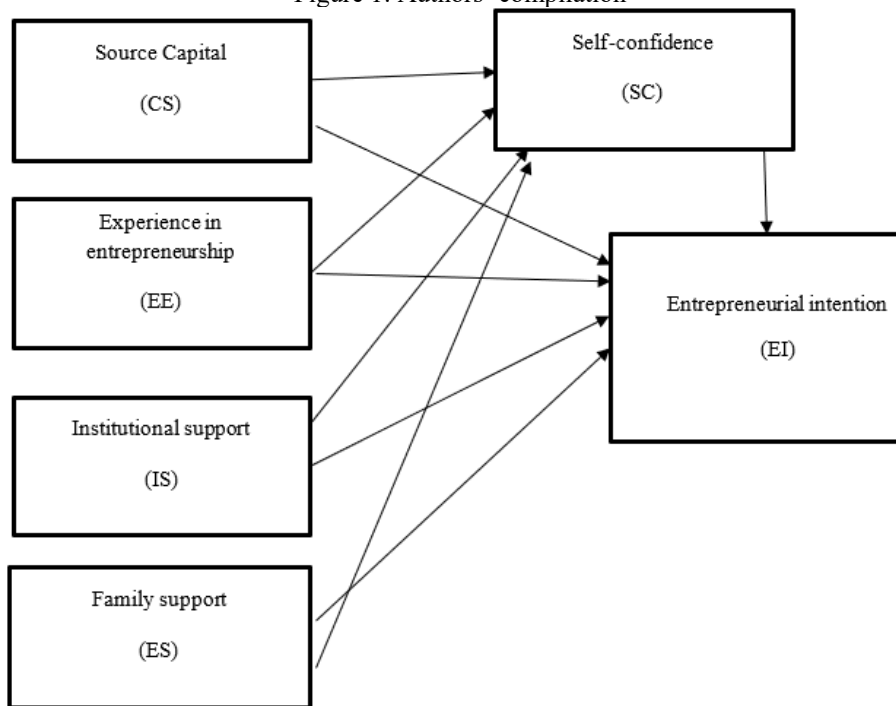 Figure 1: Authors' compilation
Source Capital
(CS)
Self-confidence
(SC)
Experience in
entrepreneurship
(EE)
Entrepreneurial intention
(EI)
Institutional support
(IS)
Family support
(ES)